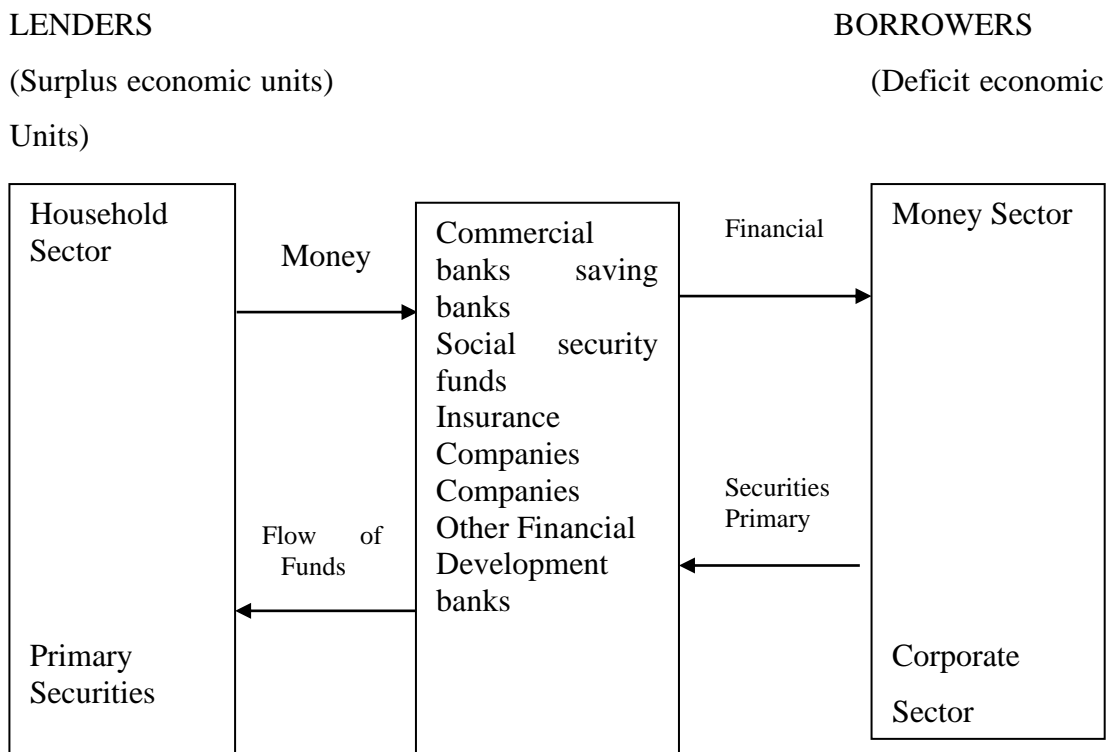 LENDERS BORROWERS
(Surplus economic units) (Deficit economic
Units)
Household
Sector
Primary
Securities
Money
Flow of
Funds
Commercial
banks saving
banks
Social security
funds
Insurance
Companies
Companies
Other Financial
Development
banks
Financial
Securities
Primary
Money Sector
Corporate
Sector